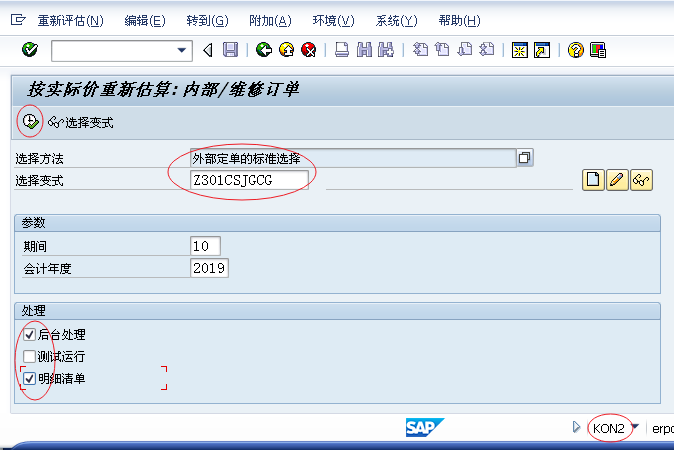 重新评估(N) 编辑(E) 转到(G) 附加(A) 环境(V) 系统(Y) 帮助(H)
按实际价重新估算:内部/维修订单
选择变式
选择方法 外部定单的标准选择
选择变式 Z301CSJGCG
参数
期间 10
会计年度 2019
处理
后台处理
测试运行
明细清单
SAP KON2 erpc